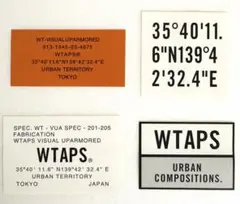 WT-VISUAL UPARMORED
WTAPS®
35°40'11.6"N139°42'32.4"E
URBAN TERRITORY
TOKYO
35°40'11.
6"N139°4
2'32.4"E
SPEC. WT - VUA SPEC - 201-205
FABRICATION
WTAPS VISUAL UPARMORED
WTAPS®
35°40' 11.6" N139°42' 32.4" E
URBAN TERRITORY
TOKYO JAPAN
WTAPS
URBAN
COMPOSITIONS.